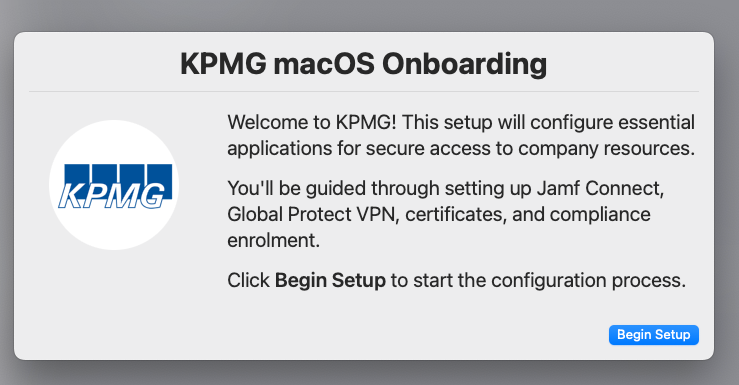 KPMG macOS Onboarding
KPMG
Welcome to KPMG! This setup will configure essential
applications for secure access to company resources.
You'll be guided through setting up Jamf Connect,
Global Protect VPN, certificates, and compliance
enrolment.
Click Begin Setup to start the configuration process.
Begin Setup